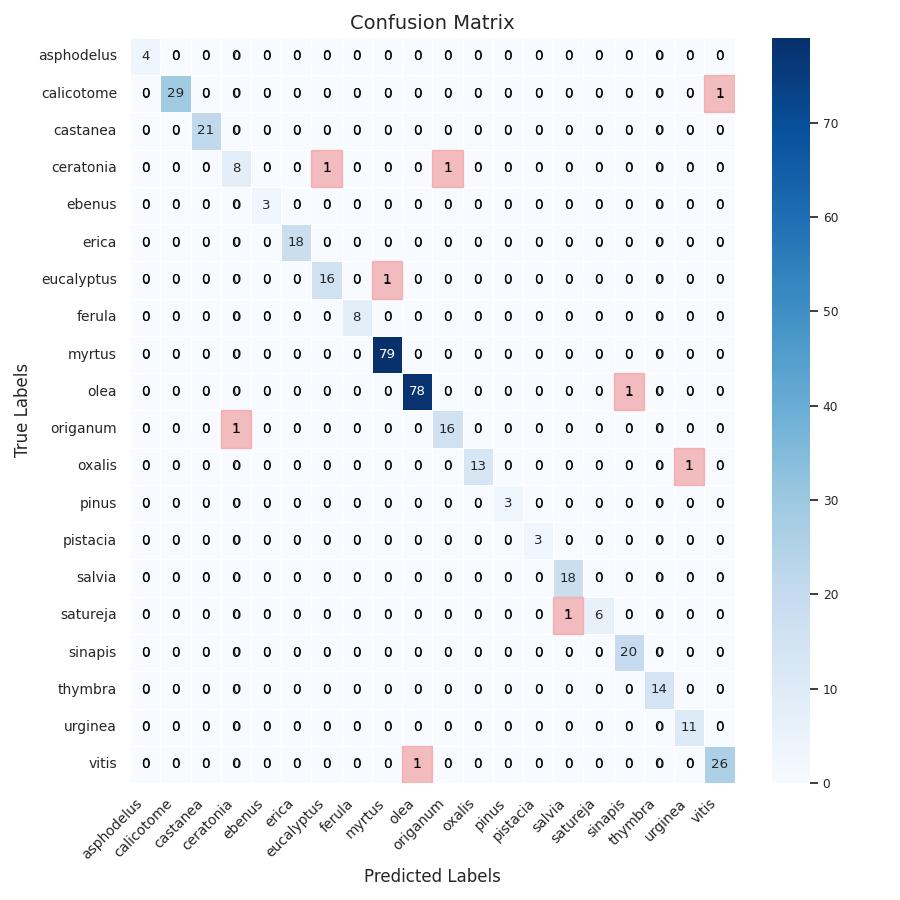 Confusion Matrix
asphodelus 4 0 0 0 0 0 0 0 0 0 0 0 0 0 0 0 0 0 0 0
calicotome 0 29 0 0 0 0 0 0 0 0 0 0 0 0 0 0 0 0 0 1
castanea 0 0 21 0 0 0 0 0 0 0 0 0 0 0 0 0 0 0 0 0
ceratonia 0 0 0 8 0 0 1 0 0 0 1 0 0 0 0 0 0 0 0 0
ebenus 0 0 0 0 3 0 0 0 0 0 0 0 0 0 0 0 0 0 0 0
erica 0 0 0 0 0 18 0 0 0 0 0 0 0 0 0 0 0 0 0 0
eucalyptus 0 0 0 0 0 0 16 0 1 0 0 0 0 0 0 0 0 0 0 0
ferula 0 0 0 0 0 0 0 8 0 0 0 0 0 0 0 0 0 0 0 0
myrtus 0 0 0 0 0 0 0 0 79 0 0 0 0 0 0 0 0 0 0 0
olea 0 0 0 0 0 0 0 0 0 78 0 0 0 0 0 0 1 0 0 0
origanum 0 0 0 1 0 0 0 0 0 0 16 0 0 0 0 0 0 0 0 0
oxalis 0 0 0 0 0 0 0 0 0 0 0 13 0 0 0 0 0 0 1 0
pinus 0 0 0 0 0 0 0 0 0 0 0 0 3 0 0 0 0 0 0 0
pistacia 0 0 0 0 0 0 0 0 0 0 0 0 0 3 0 0 0 0 0 0
salvia 0 0 0 0 0 0 0 0 0 0 0 0 0 0 18 0 0 0 0 0
satureja 0 0 0 0 0 0 0 0 0 0 0 0 0 0 1 6 0 0 0 0
sinapis 0 0 0 0 0 0 0 0 0 0 0 0 0 0 0 0 20 0 0 0
thymbra 0 0 0 0 0 0 0 0 0 0 0 0 0 0 0 0 0 14 0 0
urginea 0 0 0 0 0 0 0 0 0 0 0 0 0 0 0 0 0 0 11 0
vitis 0 0 0 0 0 0 0 0 0 1 0 0 0 0 0 0 0 0 0 26
True Labels
asphodelus calicotome castanea ceratonia ebenus erica eucalyptus ferula myrtus olea origanum oxalis pinus pistacia salvia satureja sinapis thymbra urginea vitis
Predicted Labels
70
60
50
40
30
20
10
0